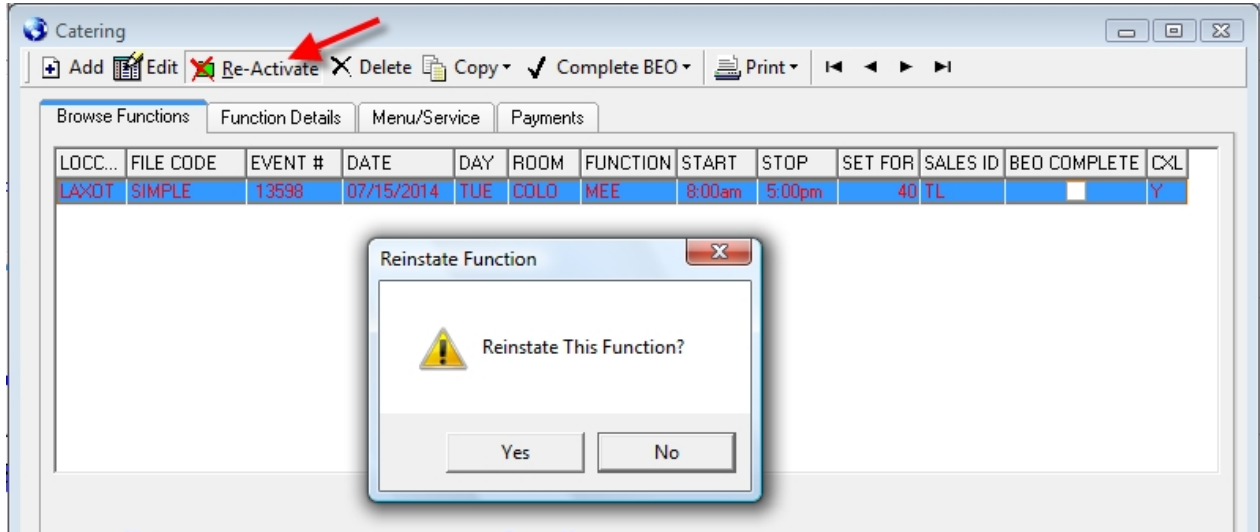 Catering
Add Edit Re-Activate Delete Copy Complete BEO Print
Browse Functions Function Details Menu/Service Payments
LOCC... FILE CODE EVENT # DATE DAY ROOM FUNCTION START STOP SET FOR SALES ID BEO COMPLETE CXL
LAXOT SIMPLE 13598 07/15/2014 TUE COLO MEE 8:00am 5:00pm 40 TL Y
Reinstate Function
Reinstate This Function?
Yes No